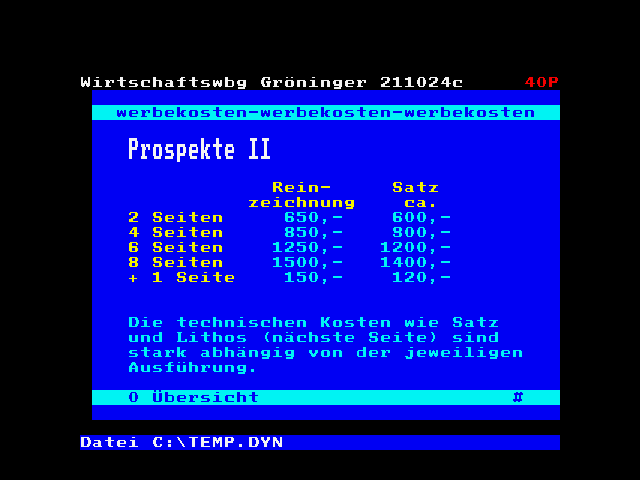 Wirtschaftswbg Gröninger 211024c 40P
werbekosten-werbekosten-werbekosten
Prospekte II
Rein- Satz
zeichnung ca.
2 Seiten 650,- 600,-
4 Seiten 850,- 800,-
6 Seiten 1250,- 1200,-
8 Seiten 1500,- 1400,-
+ 1 Seite 150,- 120,-
Die technischen Kosten wie Satz
und Lithos (nächste Seite) sind
stark abhängig von der jeweiligen
Ausführung.
0 Übersicht #
Datei C:\TEMP.DYN